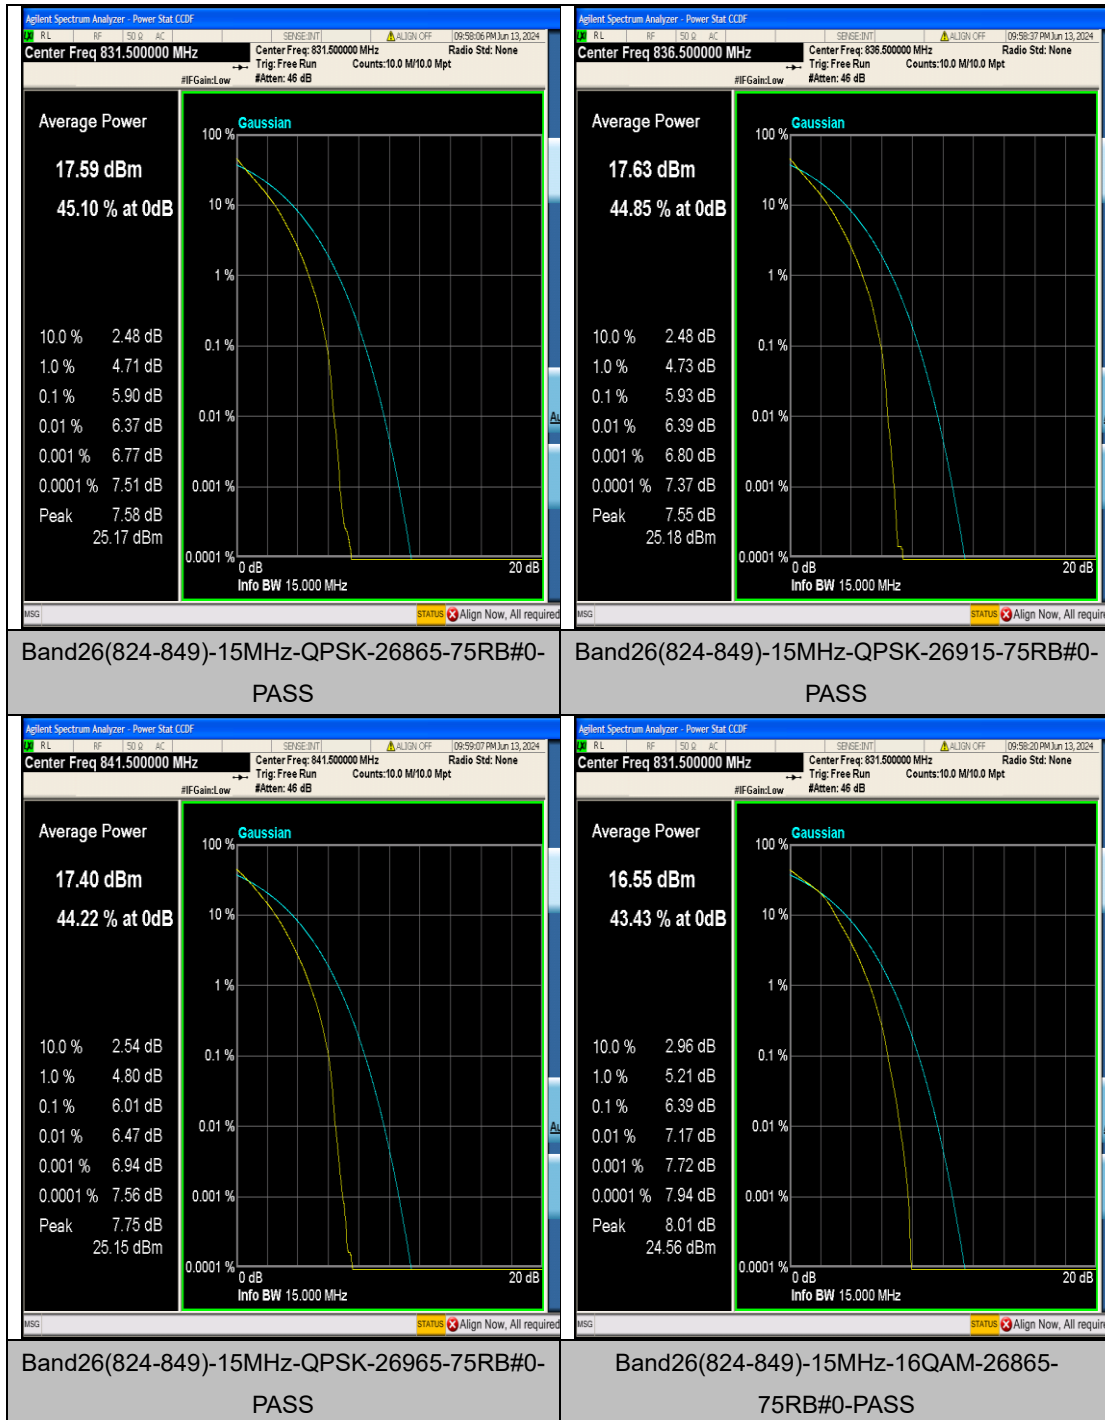 Agilent Spectrum Analyzer - Power Stat CCDF
RL RF 50 Ω AC SENSE:INT ALIGN OFF 09:58:06 PM Jun 13, 2024
Center Freq 831.500000 MHz
Center Freq: 831.500000 MHz Radio Std: None
Trig: Free Run Counts:10.0 M/10.0 Mpt
#IFGain:Low #Atten: 46 dB
Average Power
17.59 dBm
45.10 % at 0dB
10.0 % 2.48 dB
1.0 % 4.71 dB
0.1 % 5.90 dB
0.01 % 6.37 dB
0.001 % 6.77 dB
0.0001 % 7.51 dB
Peak 7.58 dB
25.17 dBm
Gaussian
100 %
10 %
1 %
0.1 %
0.01 %
0.001 %
0.0001 %
0 dB 20 dB
Info BW 15.000 MHz
MSG STATUS Align Now, All required
Agilent Spectrum Analyzer - Power Stat CCDF
RL RF 50 Ω AC SENSE:INT ALIGN OFF 09:58:37 PM Jun 13, 2024
Center Freq 836.500000 MHz
Center Freq: 836.500000 MHz Radio Std: None
Trig: Free Run Counts:10.0 M/10.0 Mpt
#IFGain:Low #Atten: 46 dB
Average Power
17.63 dBm
44.85 % at 0dB
10.0 % 2.48 dB
1.0 % 4.73 dB
0.1 % 5.93 dB
0.01 % 6.39 dB
0.001 % 6.80 dB
0.0001 % 7.37 dB
Peak 7.55 dB
25.18 dBm
Gaussian
100 %
10 %
1 %
0.1 %
0.01 %
0.001 %
0.0001 %
0 dB 20 dB
Info BW 15.000 MHz
MSG STATUS Align Now, All require
Band26(824-849)-15MHz-QPSK-26865-75RB#0-
PASS
Band26(824-849)-15MHz-QPSK-26915-75RB#0-
PASS
Agilent Spectrum Analyzer - Power Stat CCDF
RL RF 50 Ω AC SENSE:INT ALIGN OFF 09:59:07 PM Jun 13, 2024
Center Freq 841.500000 MHz
Center Freq: 841.500000 MHz Radio Std: None
Trig: Free Run Counts:10.0 M/10.0 Mpt
#IFGain:Low #Atten: 46 dB
Average Power
17.40 dBm
44.22 % at 0dB
10.0 % 2.54 dB
1.0 % 4.80 dB
0.1 % 6.01 dB
0.01 % 6.47 dB
0.001 % 6.94 dB
0.0001 % 7.56 dB
Peak 7.75 dB
25.15 dBm
Gaussian
100 %
10 %
1 %
0.1 %
0.01 %
0.001 %
0.0001 %
0 dB 20 dB
Info BW 15.000 MHz
MSG STATUS Align Now, All required
Agilent Spectrum Analyzer - Power Stat CCDF
RL RF 50 Ω AC SENSE:INT ALIGN OFF 09:58:20 PM Jun 13, 2024
Center Freq 831.500000 MHz
Center Freq: 831.500000 MHz Radio Std: None
Trig: Free Run Counts:10.0 M/10.0 Mpt
#IFGain:Low #Atten: 46 dB
Average Power
16.55 dBm
43.43 % at 0dB
10.0 % 2.96 dB
1.0 % 5.21 dB
0.1 % 6.39 dB
0.01 % 7.17 dB
0.001 % 7.72 dB
0.0001 % 7.94 dB
Peak 8.01 dB
24.56 dBm
Gaussian
100 %
10 %
1 %
0.1 %
0.01 %
0.001 %
0.0001 %
0 dB 20 dB
Info BW 15.000 MHz
MSG STATUS Align Now, All require
Band26(824-849)-15MHz-QPSK-26965-75RB#0-
PASS
Band26(824-849)-15MHz-16QAM-26865-
75RB#0-PASS